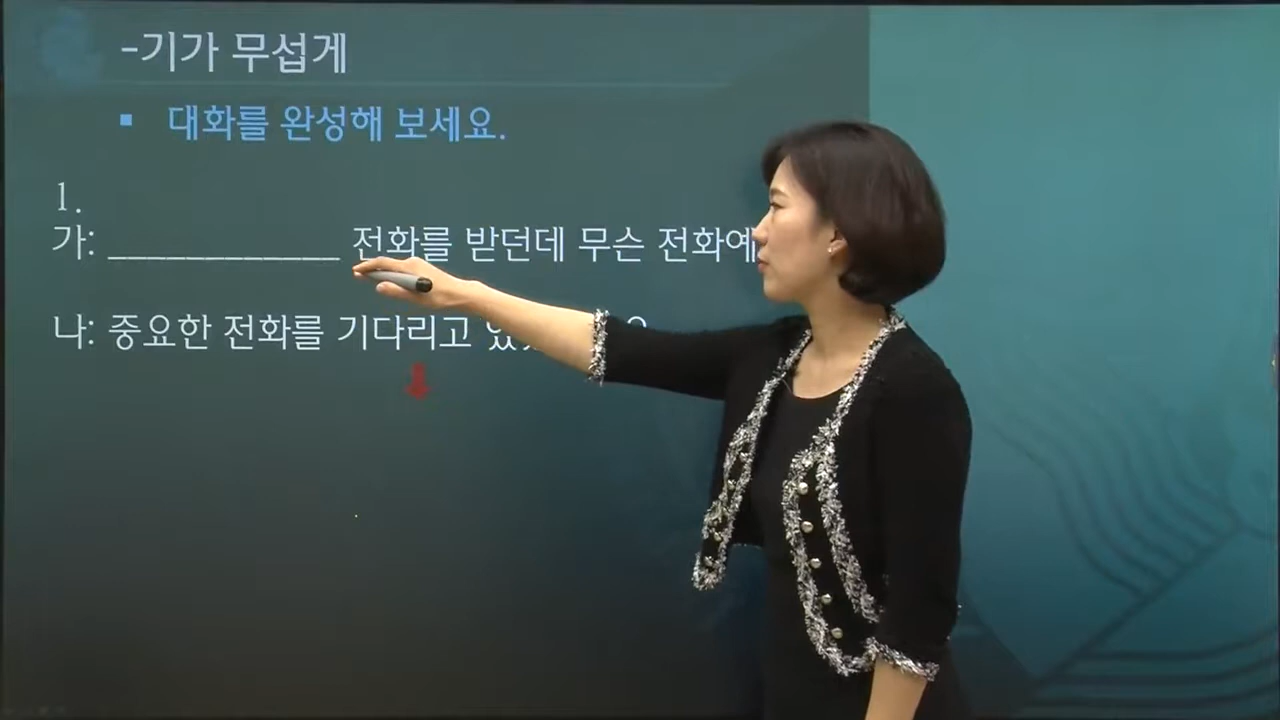 -기가 무섭게
▪ 대화를 완성해 보세요.
1.
가: ______________ 전화를 받던데 무슨 전화예
나: 중요한 전화를 기다리고